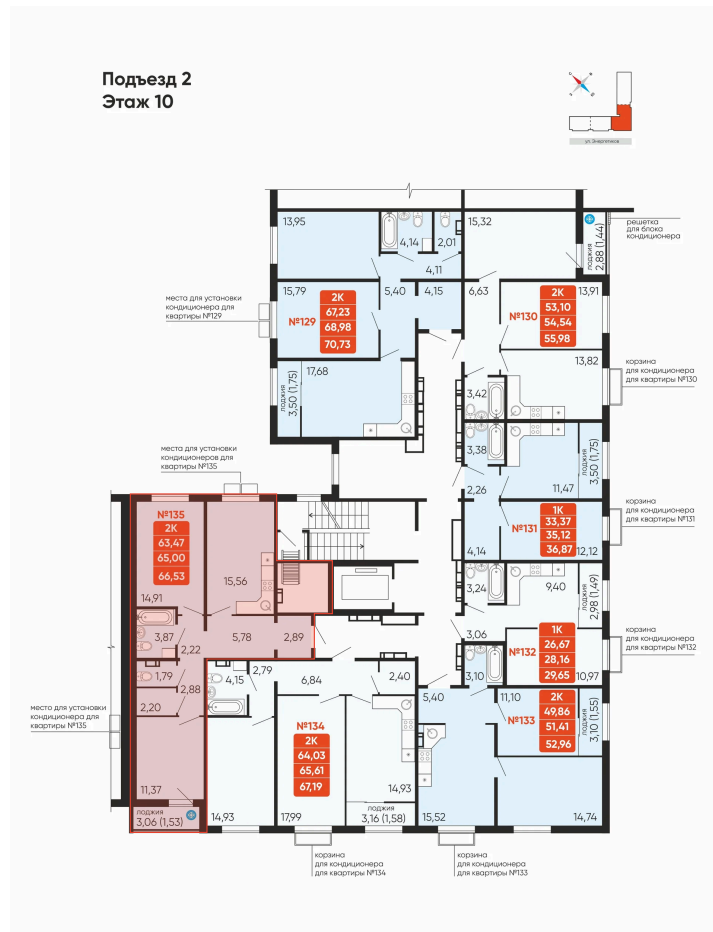 Подъезд 2
Этаж 10
ул. Энергетиков
13,95
4,14
2,01
15,32
2,88 (1,44)
лоджия
решетка
для блока
кондиционера
4,11
15,79
5,40
4,15
6,63
13,91
места для установки
кондиционера для
квартиры №129
№129
2К
67,23
68,98
70,73
№130
2К
53,10
54,54
55,98
17,68
лоджия
3,50 (1,75)
13,82
корзина
для кондиционера
для квартиры №130
3,42
3,38
11,47
лоджия
3,50 (1,75)
2,26
места для установки
кондиционеров для
квартиры №135
№135
2К
63,47
65,00
66,53
15,56
14,91
№131
1К
33,37
35,12
36,87
4,14
12,12
корзина
для кондиционера
для квартиры №131
3,24
9,40
лоджия
2,98 (1,49)
3,06
№132
1К
26,67
28,16
29,65
10,97
корзина
для кондиционера
для квартиры №132
3,87
2,22
5,78
2,89
1,79
2,88
2,20
4,15
2,79
6,84
2,40
3,10
5,40
11,10
№133
2К
49,86
51,41
52,96
лоджия
3,10 (1,55)
место для установки
кондиционера для
квартиры №135
№134
2К
64,03
65,61
67,19
11,37
лоджия
3,06 (1,53)
14,93
17,99
14,93
лоджия
3,16 (1,58)
15,52
14,74
корзина
для кондиционера
для квартиры №134
корзина
для кондиционера
для квартиры №133